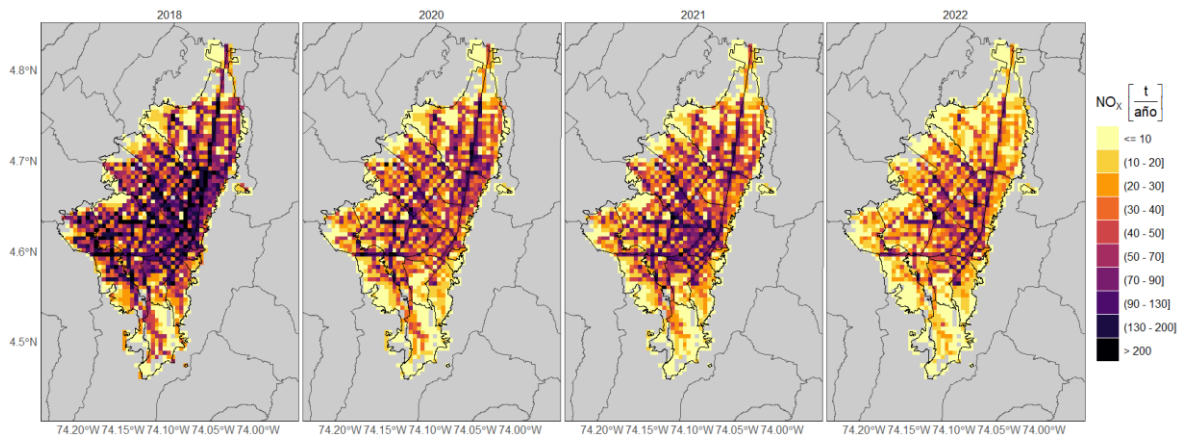 2018 2020 2021 2022
4.8°N
4.7°N
4.6°N
4.5°N
74.20°W 74.15°W 74.10°W 74.05°W 74.00°W 74.20°W 74.15°W 74.10°W 74.05°W 74.00°W 74.20°W 74.15°W 74.10°W 74.05°W 74.00°W 74.20°W 74.15°W 74.10°W 74.05°W 74.00°W
NOX [t/año]
<= 10
(10 - 20]
(20 - 30]
(30 - 40]
(40 - 50]
(50 - 70]
(70 - 90]
(90 - 130]
(130 - 200]
> 200